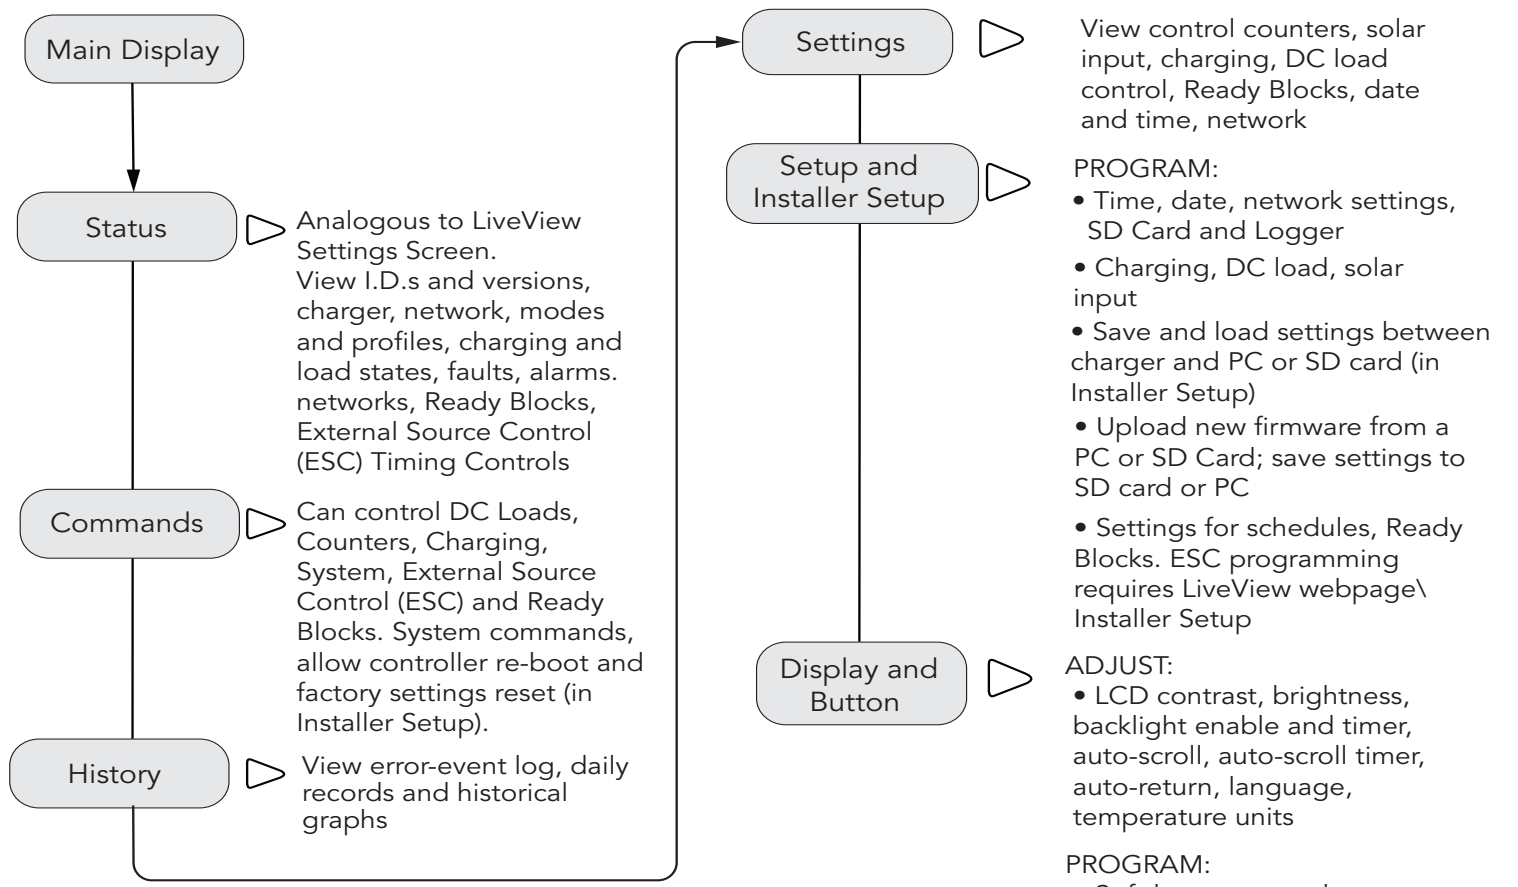 Main Display
Status
Analogous to LiveView
Settings Screen.
View I.D.s and versions,
charger, network, modes
and profiles, charging and
load states, faults, alarms.
networks, Ready Blocks,
External Source Control
(ESC) Timing Controls
Commands
Can control DC Loads,
Counters, Charging,
System, External Source
Control (ESC) and Ready
Blocks. System commands,
allow controller re-boot and
factory settings reset (in
Installer Setup).
History
View error-event log, daily
records and historical
graphs
Settings
View control counters, solar
input, charging, DC load
control, Ready Blocks, date
and time, network
Setup and
Installer Setup
PROGRAM:
• Time, date, network settings,
SD Card and Logger
• Charging, DC load, solar
input
• Save and load settings between
charger and PC or SD card (in
Installer Setup)
• Upload new firmware from a
PC or SD Card; save settings to
SD card or PC
• Settings for schedules, Ready
Blocks. ESC programming
requires LiveView webpage\
Installer Setup
Display and
Button
ADJUST:
• LCD contrast, brightness,
backlight enable and timer,
auto-scroll, auto-scroll timer,
auto-return, language,
temperature units
PROGRAM: